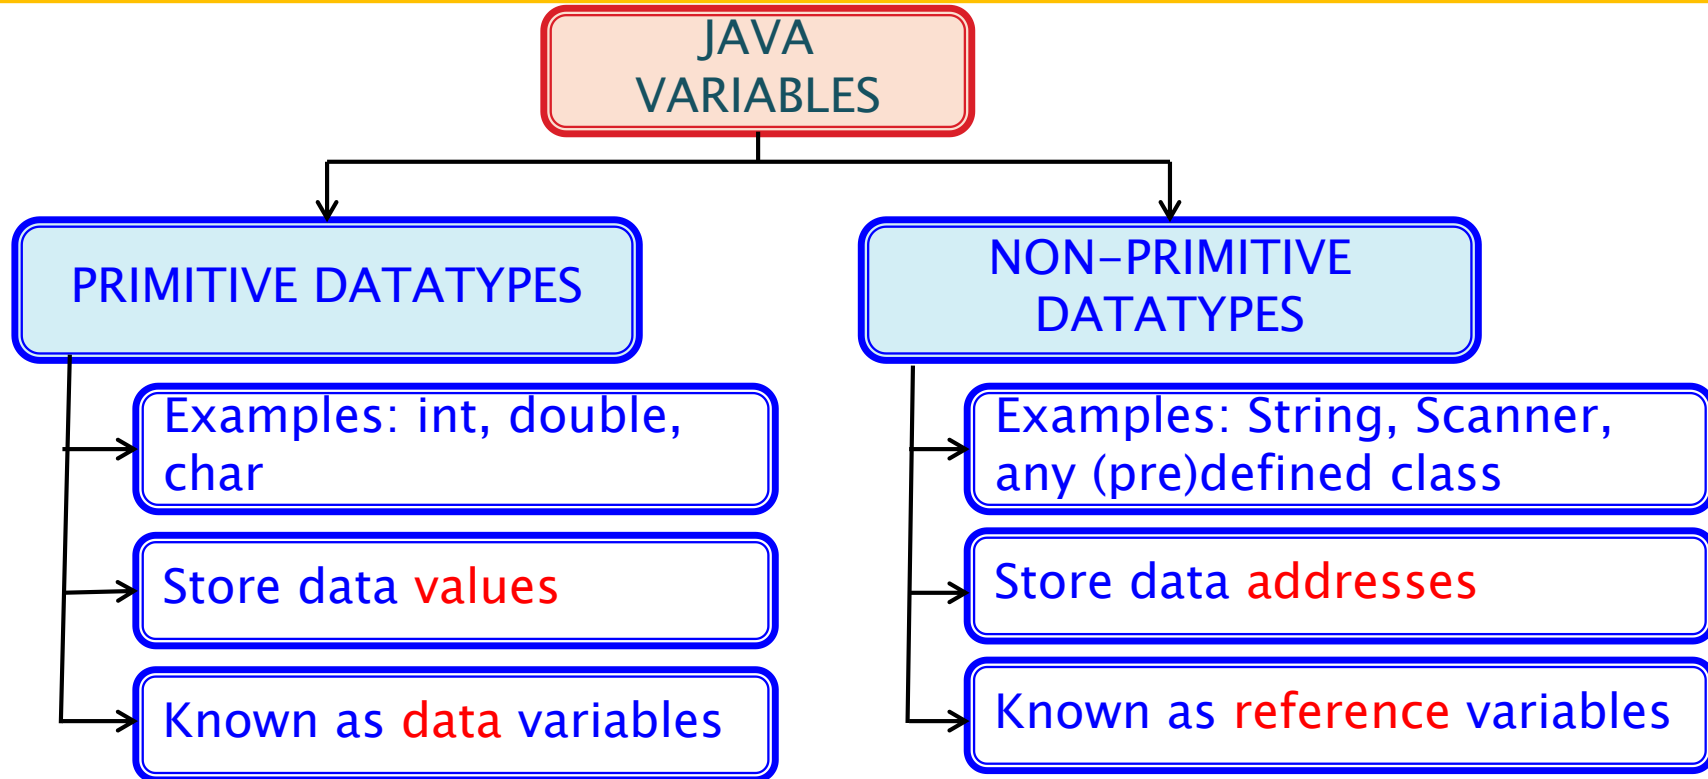 JAVA
VARIABLES
PRIMITIVE DATATYPES
Examples: int, double,
char
Store data values
Known as data variables
NON-PRIMITIVE
DATATYPES
Examples: String, Scanner,
any (pre)defined class
Store data addresses
Known as reference variables